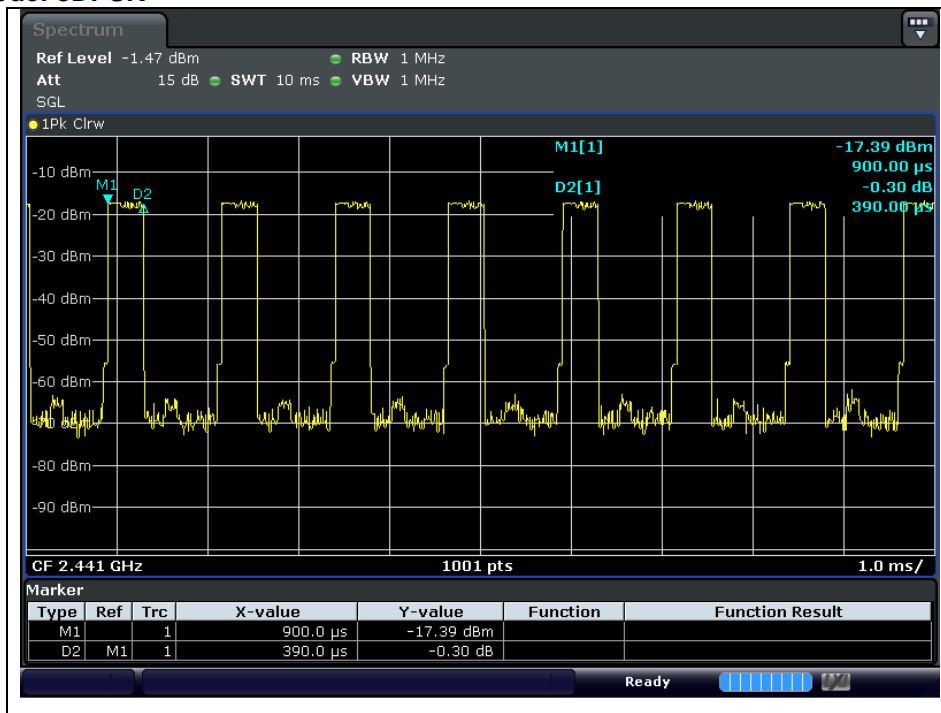 Spectrum
Ref Level -1.47 dBm RBW 1 MHz
Att 15 dB SWT 10 ms VBW 1 MHz
SGL
1Pk Clrw
M1[1] -17.39 dBm
900.00 µs
D2[1] -0.30 dB
390.00 µs
M1
D2
-10 dBm
-20 dBm
-30 dBm
-40 dBm
-50 dBm
-60 dBm
-80 dBm
-90 dBm
CF 2.441 GHz 1001 pts 1.0 ms/
Marker
Type Ref Trc X-value Y-value Function Function Result
M1 1 900.0 µs -17.39 dBm
D2 M1 1 390.0 µs -0.30 dB
Ready